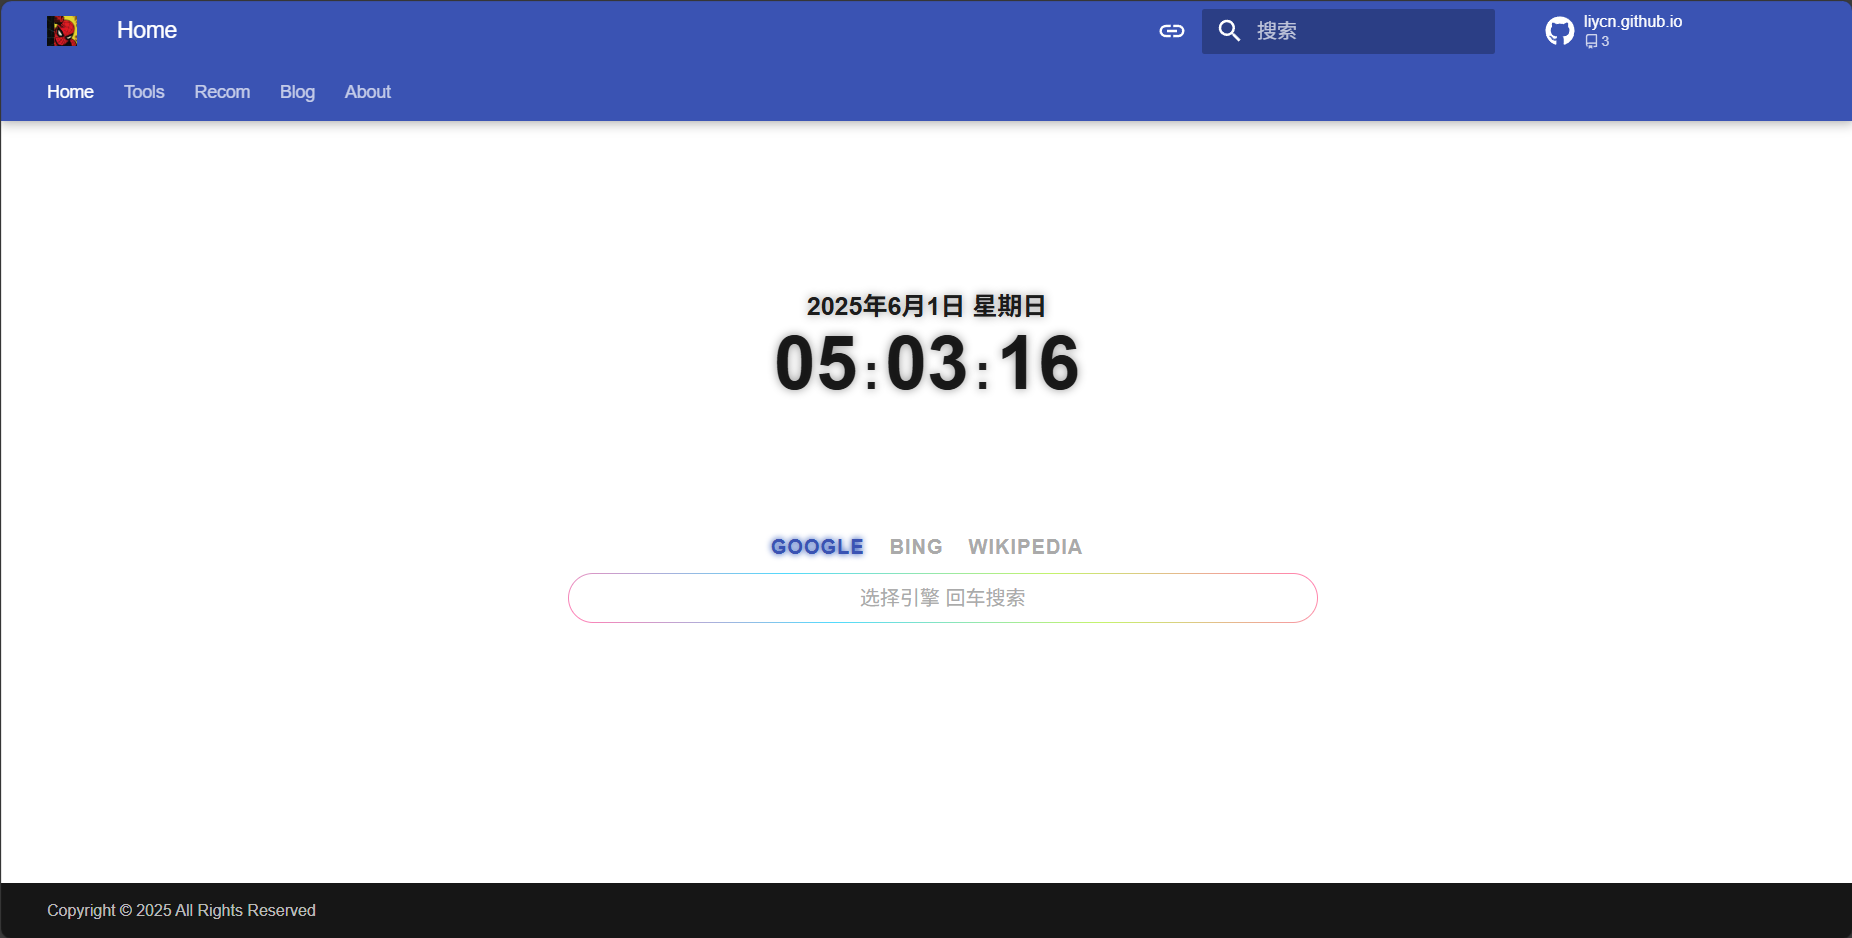 Home
搜索
liycn.github.io
3
Home Tools Recom Blog About
2025年6月1日 星期日
05:03:16
GOOGLE BING WIKIPEDIA
选择引擎 回车搜索
Copyright © 2025 All Rights Reserved